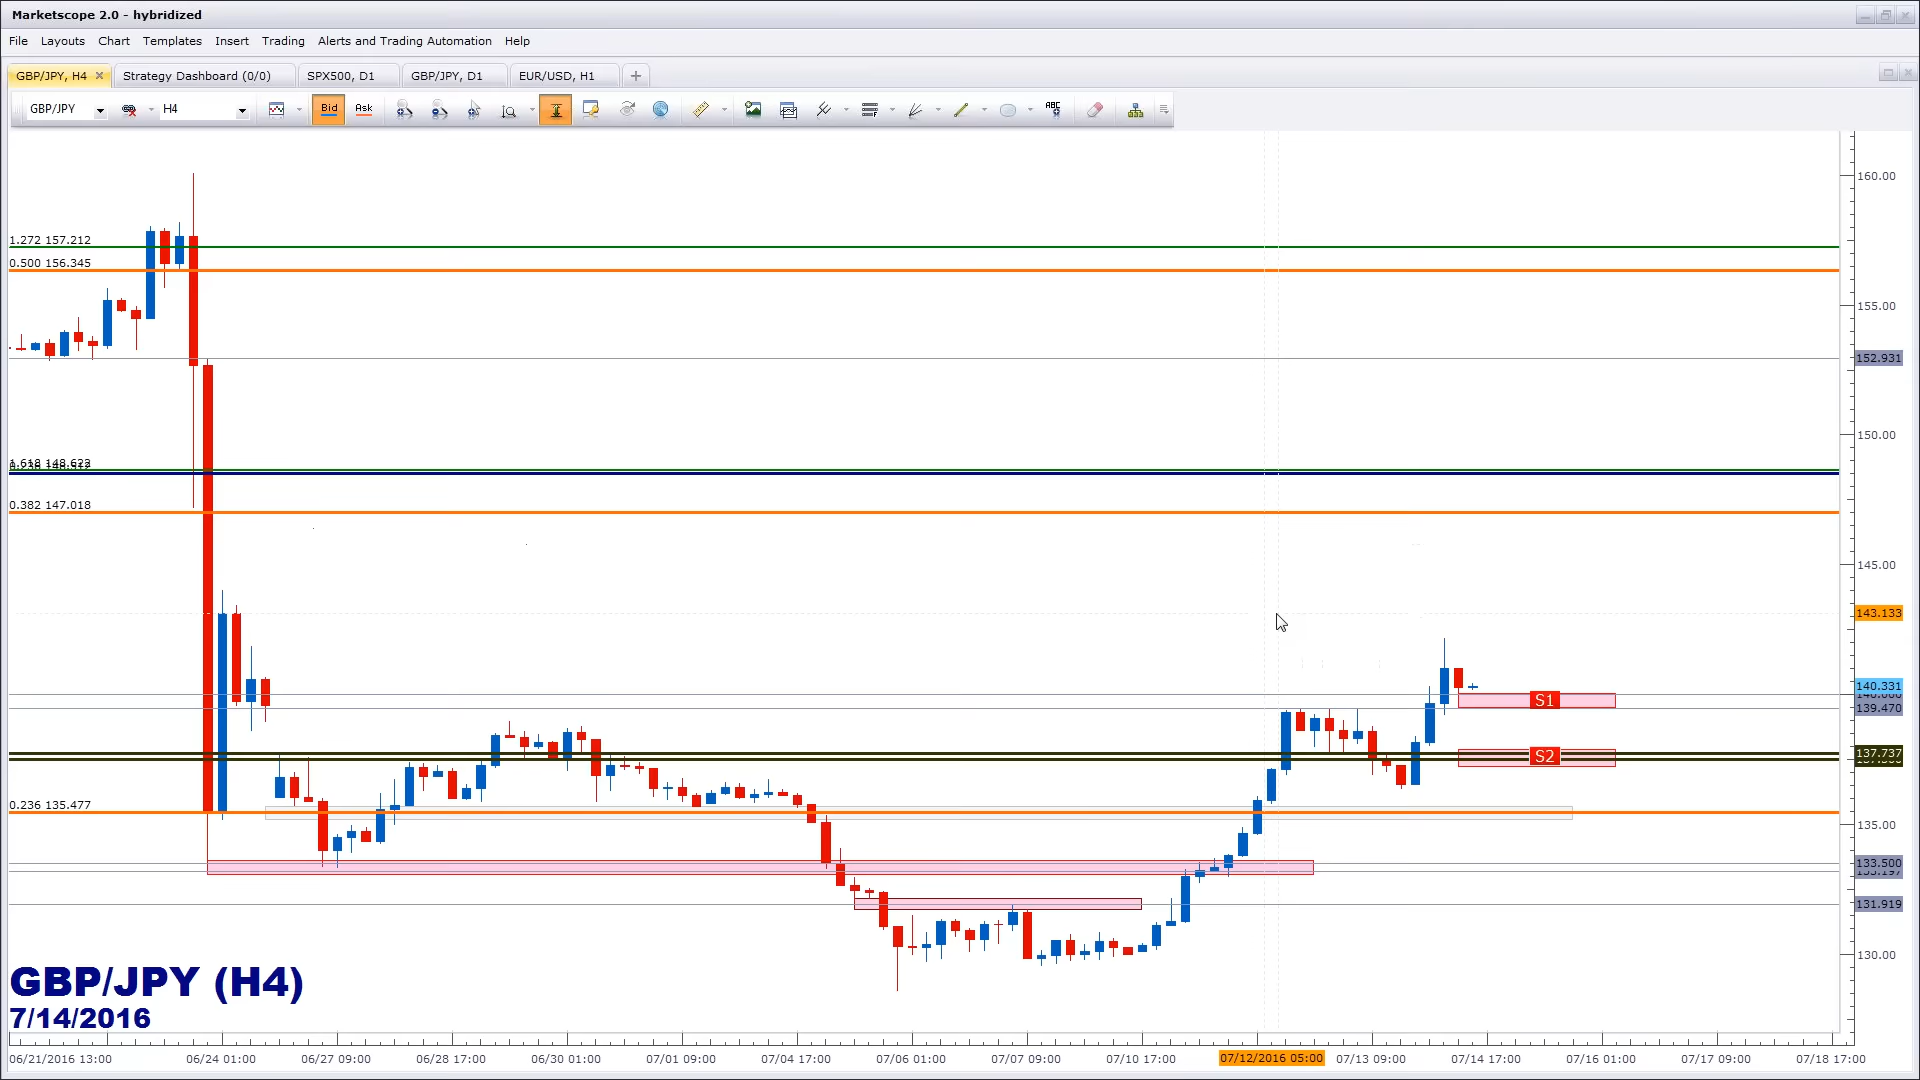 Marketscope 2.0 - hybridized
File Layouts Chart Templates Insert Trading Alerts and Trading Automation Help
GBP/JPY, H4 Strategy Dashboard (0/0) SPX500, D1 GBP/JPY, D1 EUR/USD, H1
GBP/JPY H4 Bid Ask ABC
160.00
1.272 157.212
0.500 156.345
155.00
152.931
150.00
1.618 148.622
0.382 147.018
145.00
143.133
140.331
S1
139.470
137.737
S2
0.236 135.477
135.00
133.500
131.919
130.00
GBP/JPY (H4)
7/14/2016
06/21/2016 13:00 06/24 01:00 06/27 09:00 06/28 17:00 06/30 01:00 07/01 09:00 07/04 17:00 07/06 01:00 07/07 09:00 07/10 17:00 07/12/2016 05:00 07/13 09:00 07/14 17:00 07/16 01:00 07/17 09:00 07/18 17:00